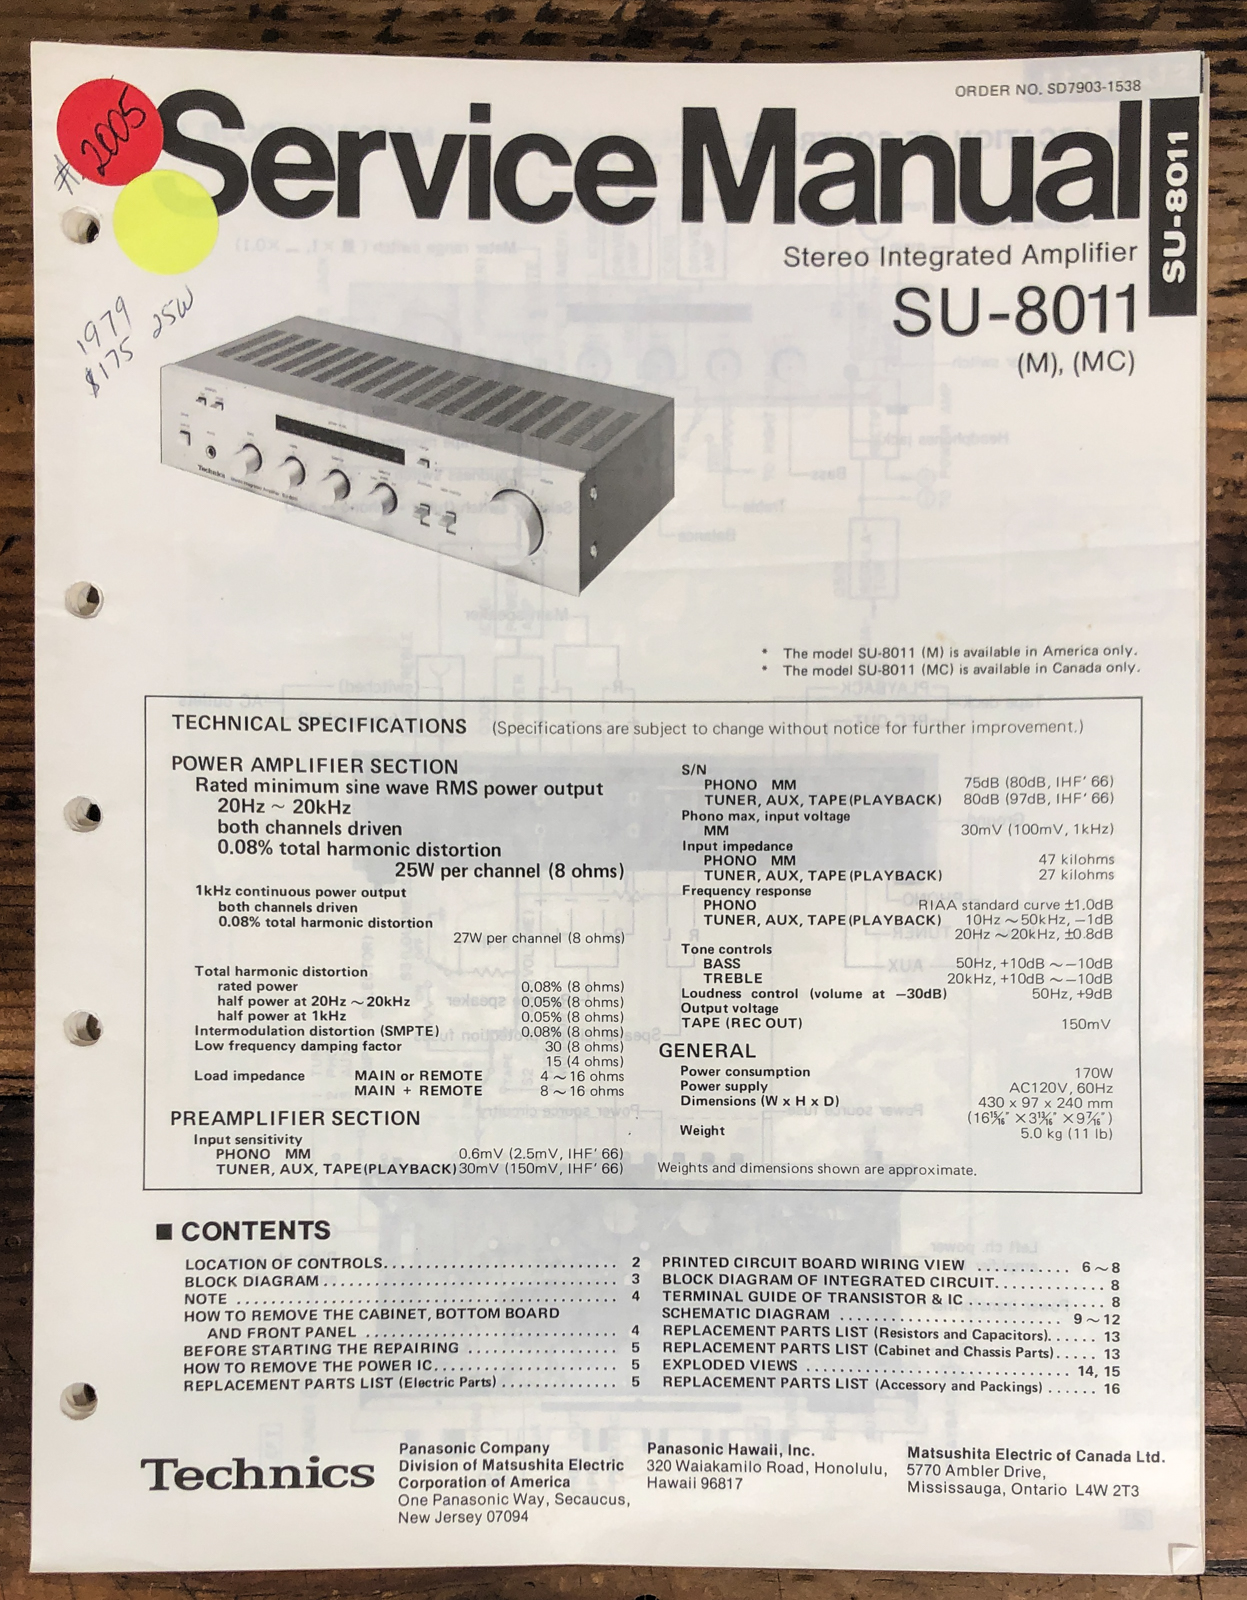 ORDER NO. SD7903-1538
#2005
Service Manual
SU-8011
Stereo Integrated Amplifier
SU-8011
(M), (MC)
1979 25W
$175
Technics
* The model SU-8011 (M) is available in America only.
* The model SU-8011 (MC) is available in Canada only.
TECHNICAL SPECIFICATIONS (Specifications are subject to change without notice for further improvement.)
POWER AMPLIFIER SECTION
Rated minimum sine wave RMS power output
20Hz ~ 20kHz
both channels driven
0.08% total harmonic distortion
25W per channel (8 ohms)
1kHz continuous power output
both channels driven
0.08% total harmonic distortion
27W per channel (8 ohms)
Total harmonic distortion
rated power 0.08% (8 ohms)
half power at 20Hz ~ 20kHz 0.05% (8 ohms)
half power at 1kHz 0.05% (8 ohms)
Intermodulation distortion (SMPTE) 0.08% (8 ohms)
Low frequency damping factor 30 (8 ohms)
15 (4 ohms)
Load impedance MAIN or REMOTE 4 ~ 16 ohms
MAIN + REMOTE 8 ~ 16 ohms
PREAMPLIFIER SECTION
Input sensitivity
PHONO MM 0.6mV (2.5mV, IHF' 66)
TUNER, AUX, TAPE(PLAYBACK) 30mV (150mV, IHF' 66)
S/N
PHONO MM 75dB (80dB, IHF' 66)
TUNER, AUX, TAPE(PLAYBACK) 80dB (97dB, IHF' 66)
Phono max, input voltage
MM 30mV (100mV, 1kHz)
Input impedance
PHONO MM 47 kilohms
TUNER, AUX, TAPE(PLAYBACK) 27 kilohms
Frequency response
PHONO RIAA standard curve ±1.0dB
TUNER, AUX, TAPE(PLAYBACK) 10Hz ~ 50kHz, −1dB
20Hz ~ 20kHz, ±0.8dB
Tone controls
BASS 50Hz, +10dB ~ −10dB
TREBLE 20kHz, +10dB ~ −10dB
Loudness control (volume at −30dB) 50Hz, +9dB
Output voltage
TAPE (REC OUT) 150mV
GENERAL
Power consumption 170W
Power supply AC120V, 60Hz
Dimensions (W x H x D) 430 x 97 x 240 mm
(16 15/16" X 3 13/16" X 9 7/16")
Weight 5.0 kg (11 lb)
Weights and dimensions shown are approximate.
■ CONTENTS
LOCATION OF CONTROLS............................ 2
BLOCK DIAGRAM.................................... 3
NOTE ............................................. 4
HOW TO REMOVE THE CABINET, BOTTOM BOARD
AND FRONT PANEL ............................... 4
BEFORE STARTING THE REPAIRING ................... 5
HOW TO REMOVE THE POWER IC....................... 5
REPLACEMENT PARTS LIST (Electric Parts) .............. 5
PRINTED CIRCUIT BOARD WIRING VIEW .......... 6 ~ 8
BLOCK DIAGRAM OF INTEGRATED CIRCUIT............ 8
TERMINAL GUIDE OF TRANSISTOR & IC .............. 8
SCHEMATIC DIAGRAM ........................... 9 ~ 12
REPLACEMENT PARTS LIST (Resistors and Capacitors)...... 13
REPLACEMENT PARTS LIST (Cabinet and Chassis Parts)..... 13
EXPLODED VIEWS ............................ 14, 15
REPLACEMENT PARTS LIST (Accessory and Packings) ...... 16
Technics
Panasonic Company
Division of Matsushita Electric
Corporation of America
One Panasonic Way, Secaucus,
New Jersey 07094
Panasonic Hawaii, Inc.
320 Waiakamilo Road, Honolulu,
Hawaii 96817
Matsushita Electric of Canada Ltd.
5770 Ambler Drive,
Mississauga, Ontario L4W 2T3